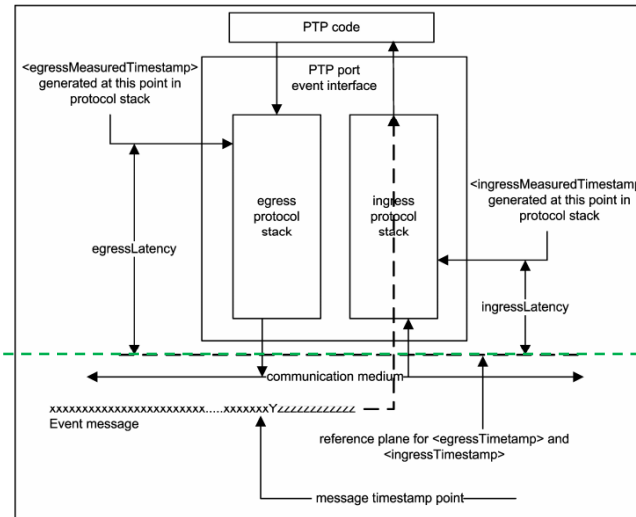 PTP code
<egressMeasuredTimestamp>
generated at this point in
protocol stack
PTP port
event interface
egress
protocol
stack
ingress
protocol
stack
<ingressMeasuredTimestamp
generated at this point in
protocol stack
egressLatency
ingressLatency
communication medium
xxxxxxxxxxxxxxxxxxxxxxxx.....xxxxxxxYzzzzzzzzzzzzz
Event message
reference plane for <egressTimetamp> and
<ingressTimestamp>
message timestamp point